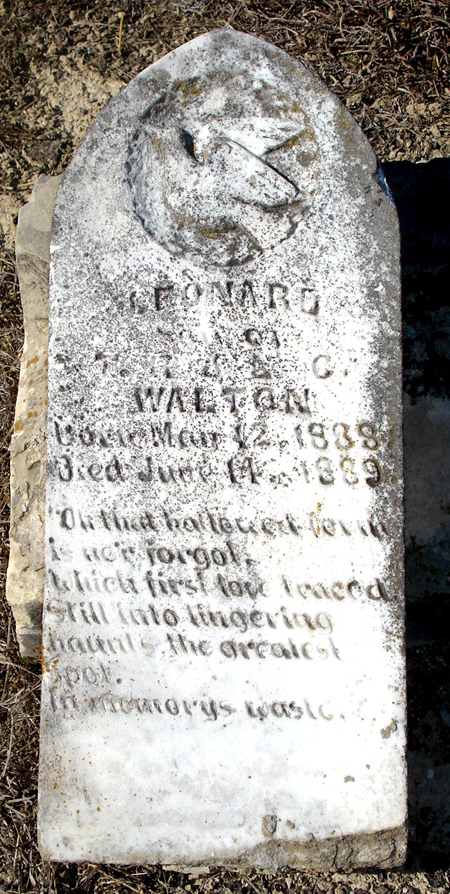 LEONARD
SON OF
& L. C.
WALTON
Born May 12, 1888
Died June 14, 1889
"Oh that hallowed form
is ne'r forgot,
Which first love traced
Still into lingering
haunts the greatest
spot.
In memorys waste.